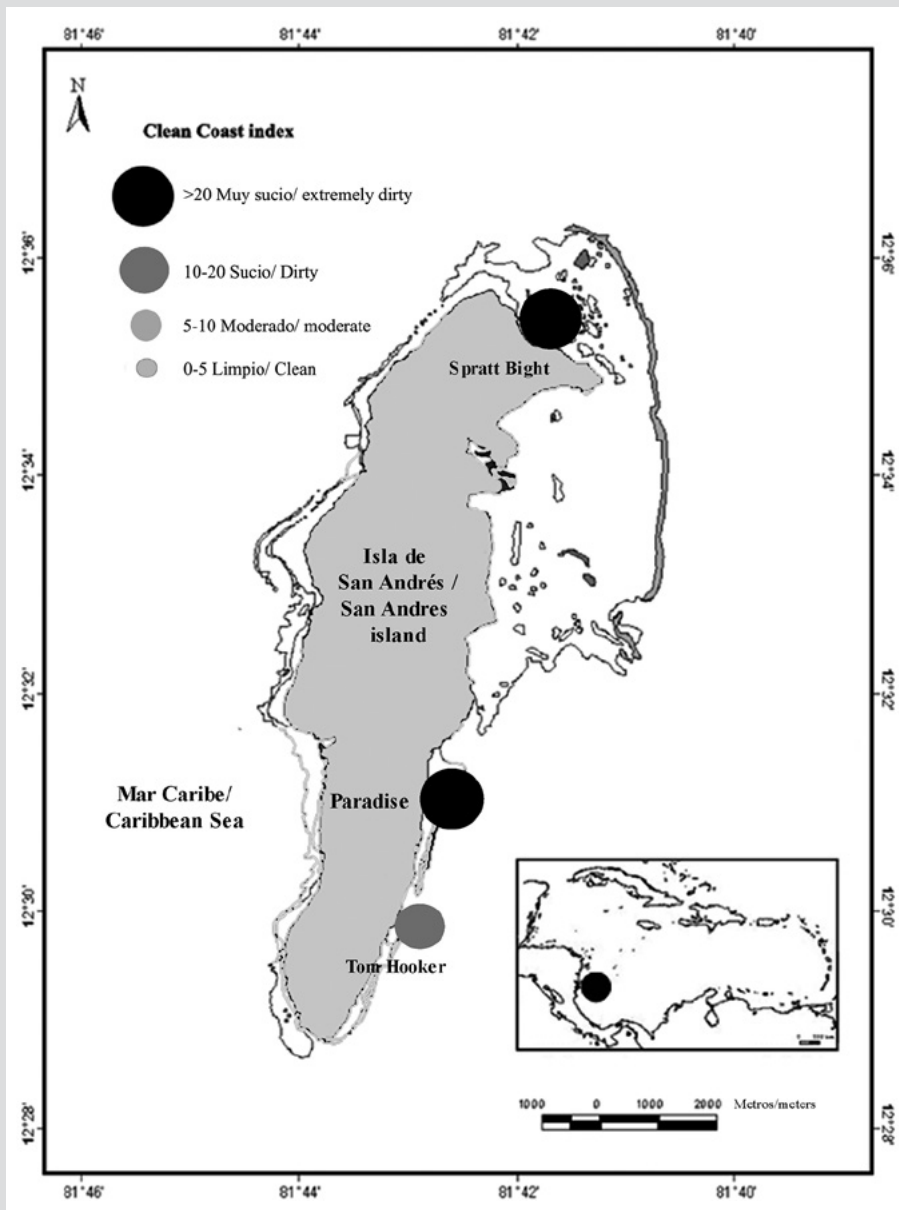 81°46' 81°44' 81°42' 81°40'
N
Clean Coast index
>20 Muy sucio/ extremely dirty
10-20 Sucio/ Dirty
5-10 Moderado/ moderate
0-5 Limpio/ Clean
12°36' 12°36'
Spratt Bight
12°34' 12°34'
Isla de
San Andrés /
San Andres
island
12°32' 12°32'
Mar Caribe/
Caribbean Sea
Paradise
12°30' 12°30'
Tom Hooker
1000 0 1000 2000 Metros/meters
12°28' 12°28'
81°46' 81°44' 81°42' 81°40'